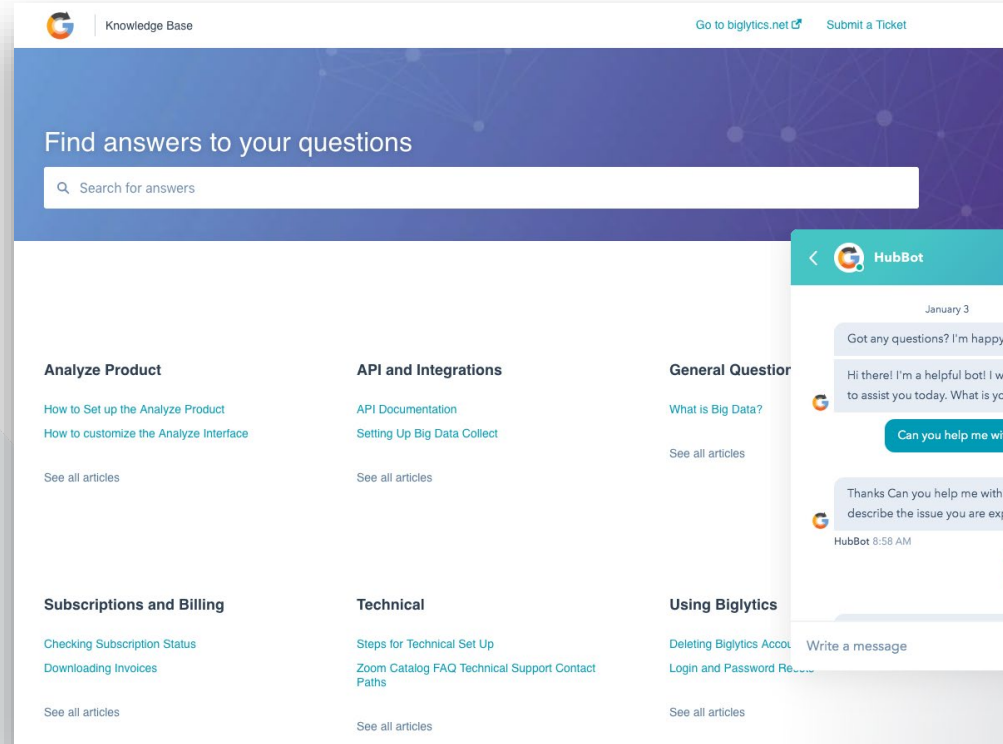 Knowledge Base
Go to biglytics.net
Submit a Ticket
Find answers to your questions
Search for answers
HubBot
January 3
Got any questions? I'm happy
Hi there! I'm a helpful bot! I
to assist you today. What is
Can you help me
Thanks Can you help me with
describe the issue you are
HubBot 8:58 AM
Write a message
Analyze Product
How to Set up the Analyze Product
How to customize the Analyze Interface
See all articles
API and Integrations
API Documentation
Setting Up Big Data Collect
See all articles
General
What is Big Data?
See all articles
Subscriptions and Billing
Checking Subscription Status
Downloading Invoices
See all articles
Technical
Steps for Technical Set Up
Zoom Catalog FAQ Technical Support Contact
Paths
See all articles
Using Biglytics
Deleting Biglytics
Login and Password
See all articles